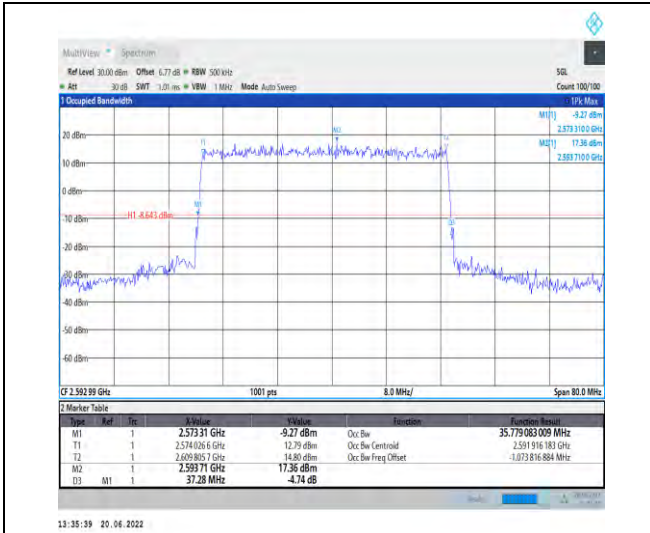 MultiView Spectrum
Ref Level 30.00 dBm Offset 6.77 dB RBW 500 kHz SGL
Att 30 dB SWT 1.01 ms VBW 1 MHz Mode Auto Sweep Count 100/100
1 Occupied Bandwidth 1Pk Max
M1[1] -9.27 dBm
2.573 310 0 GHz
M2[1] 17.36 dBm
2.593 710 0 GHz
20 dBm
M2
T1
10 dBm
0 dBm
M1
H1 -8.643 dBm
-10 dBm
D3
-20 dBm
-30 dBm
-40 dBm
-50 dBm
-60 dBm
CF 2.592 99 GHz 1001 pts 8.0 MHz/ Span 80.0 MHz
2 Marker Table
Type Ref Trc X-Value Y-Value Function Function Result
M1 1 2.573 31 GHz -9.27 dBm Occ Bw 35.779 083 009 MHz
T1 1 2.574 026 6 GHz 12.79 dBm Occ Bw Centroid 2.591 916 183 GHz
T2 1 2.609 805 7 GHz 14.80 dBm Occ Bw Freq Offset -1.073 816 884 MHz
M2 1 2.593 71 GHz 17.36 dBm
D3 M1 1 37.28 MHz -4.74 dB
13:35:39 20.06.2022